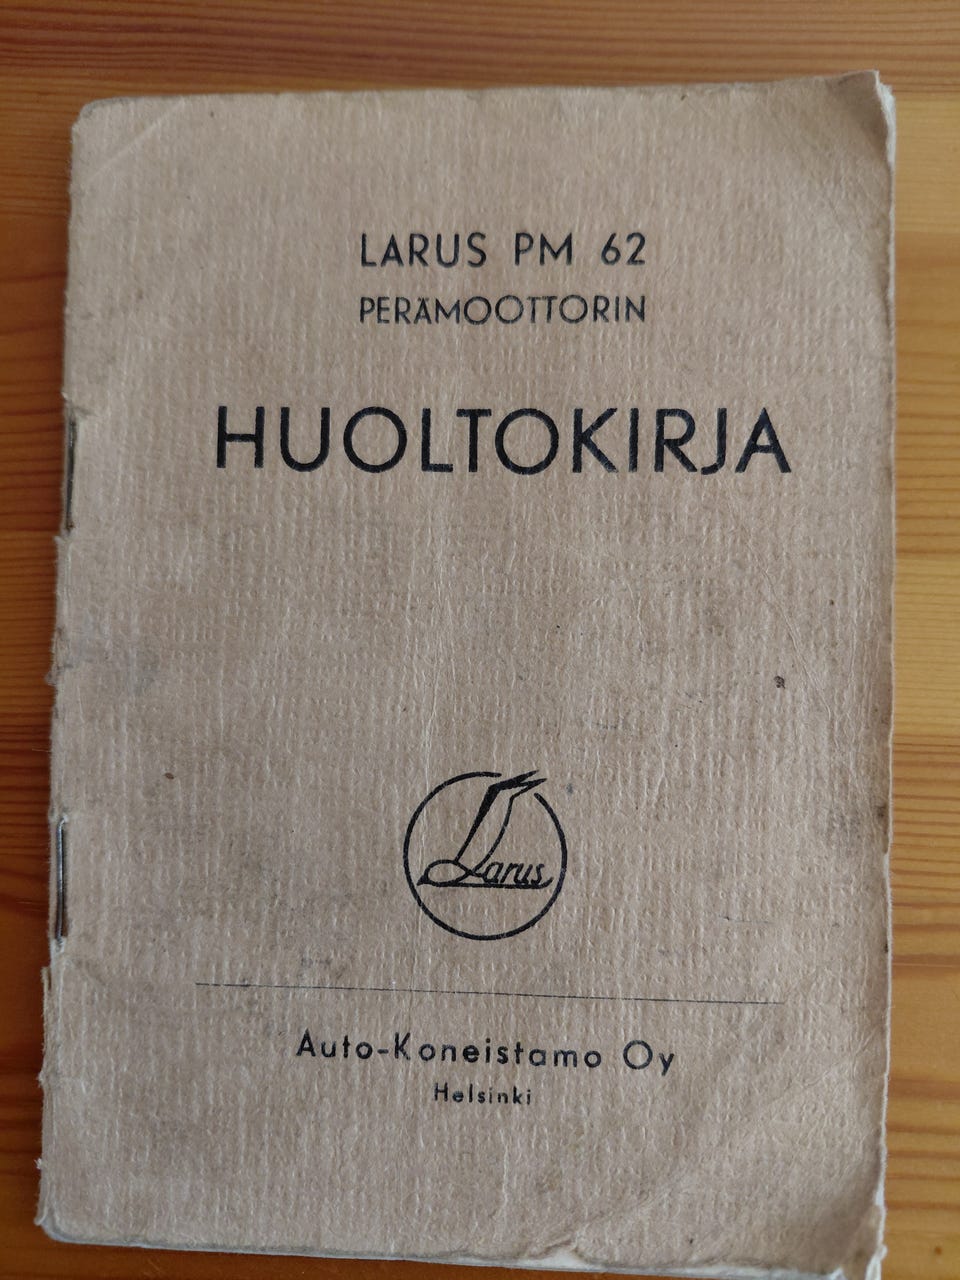 LARUS PM 62
PERÄMOOTTORIN
HUOLTOKIRJA
Larus
Auto-Koneistamo Oy
Helsinki